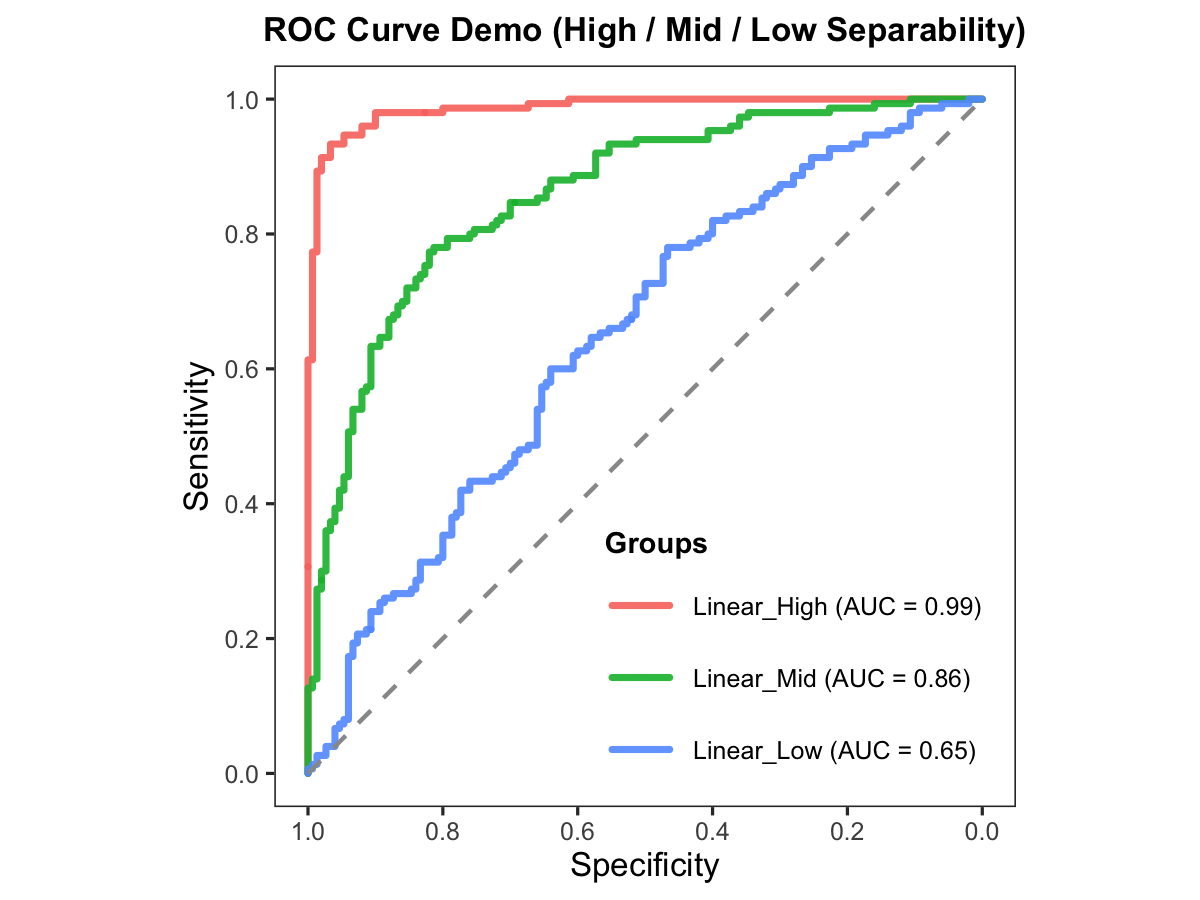 ROC Curve Demo (High / Mid / Low Separability)
1.0
0.8
0.6
0.4
0.2
0.0
Sensitivity
Groups
Linear_High (AUC = 0.99)
Linear_Mid (AUC = 0.86)
Linear_Low (AUC = 0.65)
1.0 0.8 0.6 0.4 0.2 0.0
Specificity